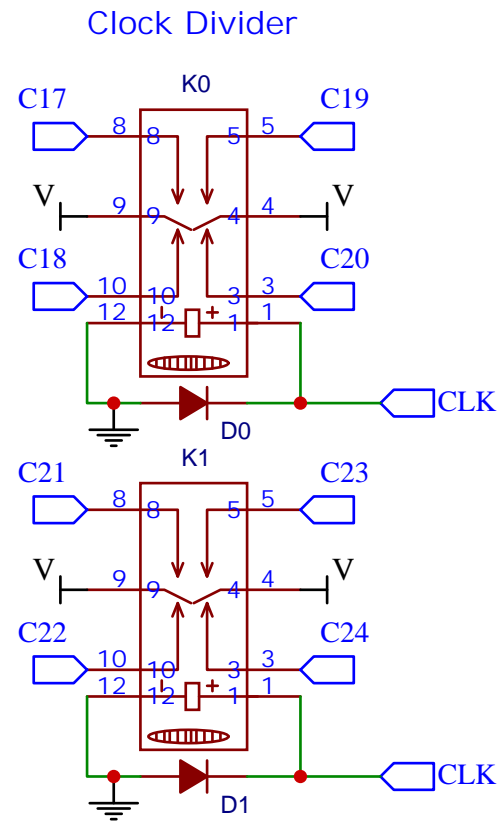 Clock Divider
K0
C17 8 8 5 5 C19
V 9 9 4 4 V
C18 10 10 3 3 C20
12 12 - + 1 1
CLK
D0
K1
C21 8 8 5 5 C23
V 9 9 4 4 V
C22 10 10 3 3 C24
12 12 - + 1 1
CLK
D1